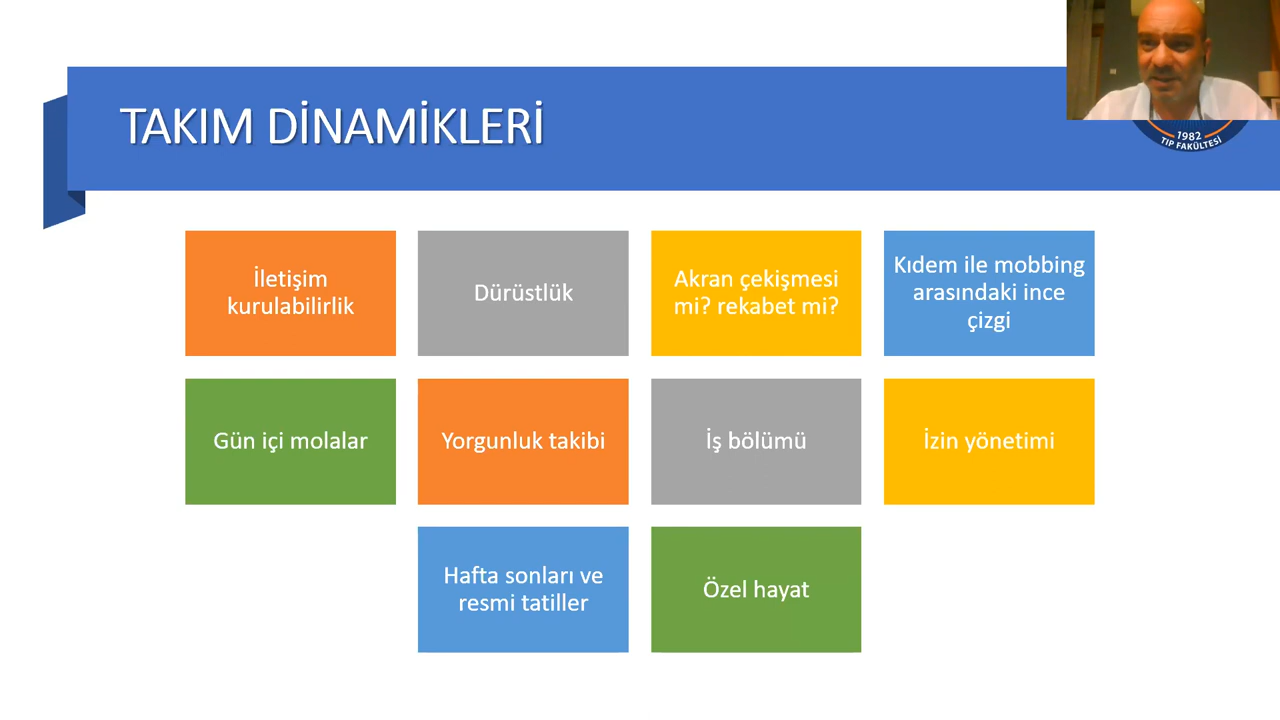 TAKIM DİNAMİKLERİ
1982
TIP FAKÜLTESİ
İletişim
kurulabilirlik
Dürüstlük
Akran çekişmesi
mi? rekabet mi?
Kıdem ile mobbing
arasındaki ince
çizgi
Gün içi molalar
Yorgunluk takibi
İş bölümü
İzin yönetimi
Hafta sonları ve
resmi tatiller
Özel hayat